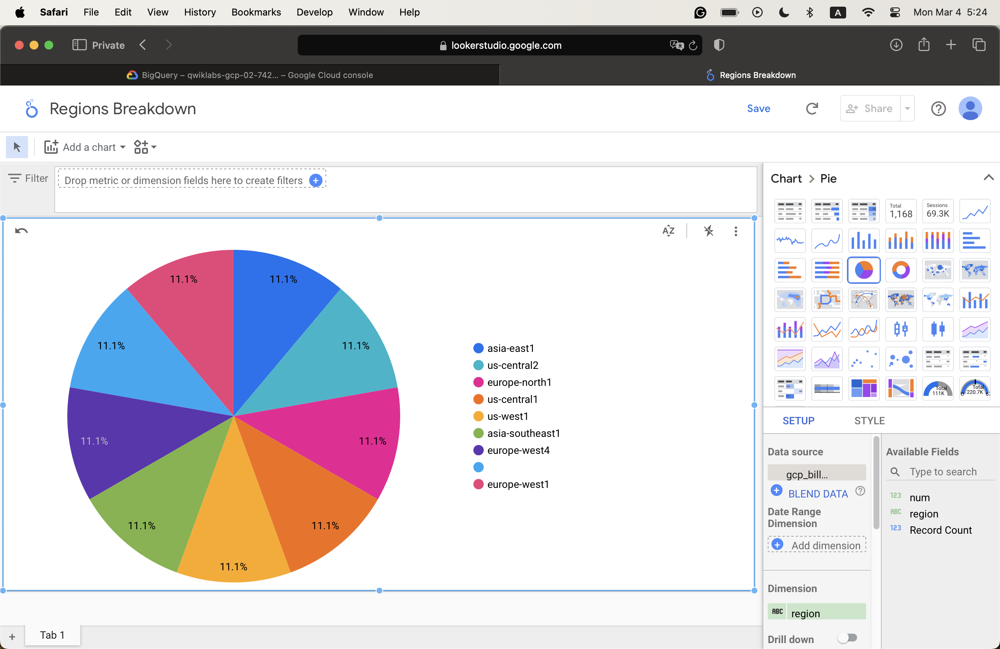 Safari File Edit View History Bookmarks Develop Window Help A Mon Mar 4 5:24
Private lookerstudio.google.com
BigQuery – qwiklabs-gcp-02-742... – Google Cloud console Regions Breakdown
Regions Breakdown Save Share
Add a chart
Filter Drop metric or dimension fields here to create filters
Chart > Pie
Total
1,168
Sessions
69.3K
AZ
11.1% 11.1%
11.1% 11.1%
11.1% 11.1%
11.1% 11.1%
11.1%
asia-east1
us-central2
europe-north1
us-central1
us-west1
asia-southeast1
europe-west4
europe-west1
Total
111K
Total
220.7K
SETUP STYLE
Data source
gcp_bill...
BLEND DATA
Date Range
Dimension
Add dimension
Dimension
ABC region
Drill down
Available Fields
Type to search
123 num
ABC region
123 Record Count
Tab 1